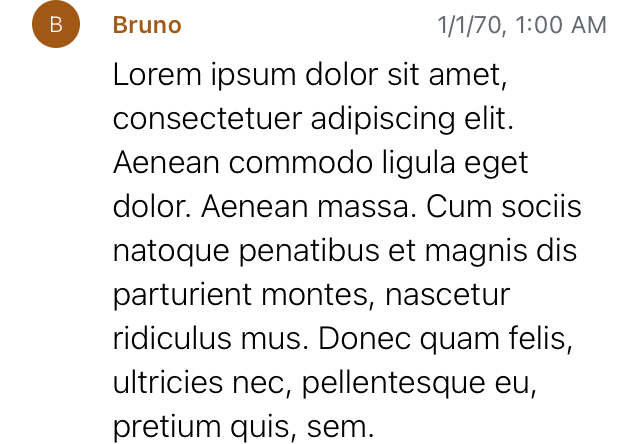 B
Bruno 1/1/70, 1:00 AM
Lorem ipsum dolor sit amet,
consectetuer adipiscing elit.
Aenean commodo ligula eget
dolor. Aenean massa. Cum sociis
natoque penatibus et magnis dis
parturient montes, nascetur
ridiculus mus. Donec quam felis,
ultricies nec, pellentesque eu,
pretium quis, sem.